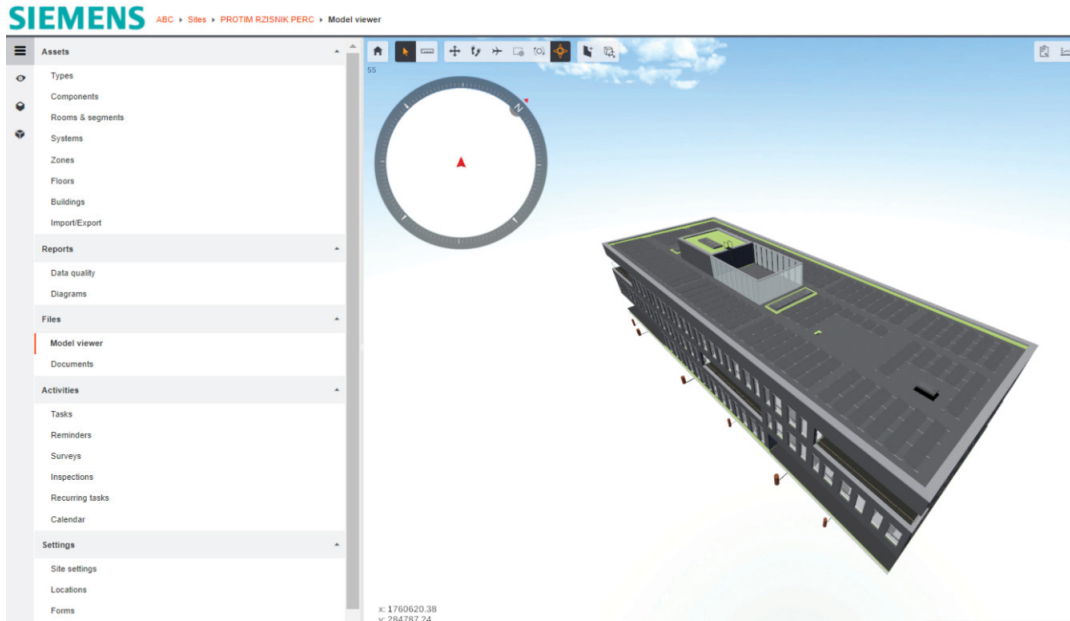 SIEMENS ABC ▸ Sites ▸ PROTIM RZISNIK PERC ▸ Model viewer
Assets
Types
Components
Rooms & segments
Systems
Zones
Floors
Buildings
Import/Export
Reports
Data quality
Diagrams
Files
Model viewer
Documents
Activities
Tasks
Reminders
Surveys
Inspections
Recurring tasks
Calendar
Settings
Site settings
Locations
Forms
55
N
x: 1760620.38
y: 284787.24